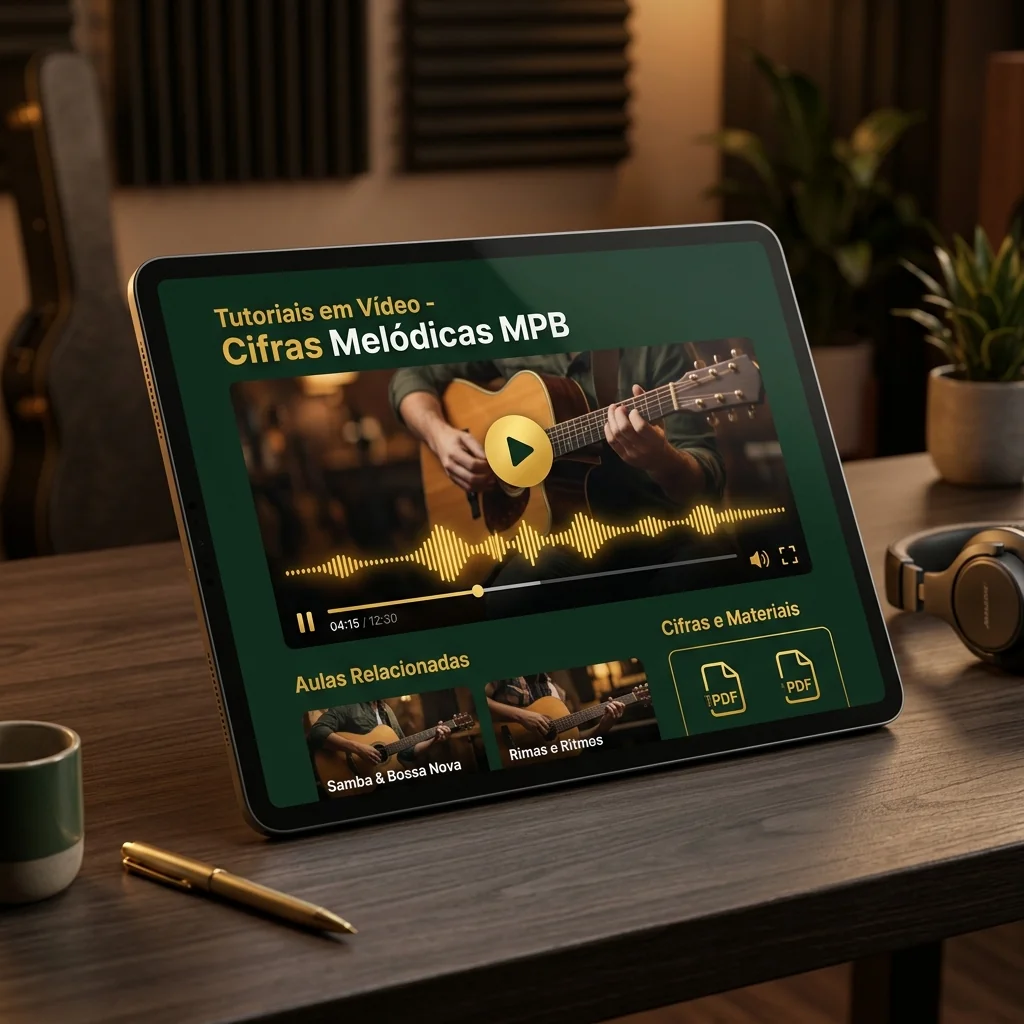 Tutoriais em Vídeo -
Cifras Melódicas MPB
04:15 / 12:30
Aulas Relacionadas
Samba & Bossa Nova
Rimas e Ritmos
Cifras e Materiais
PDF
PDF